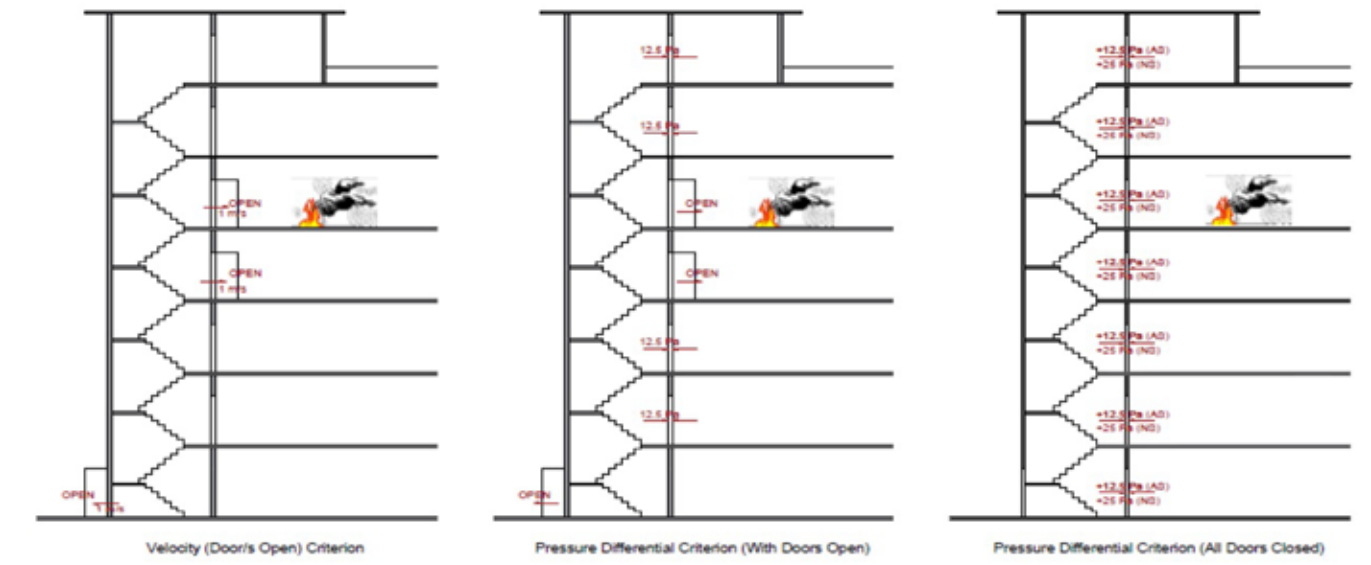 OPEN
1 m/s
OPEN
1 m/s
OPEN
1 m/s
Velocity (Door/s Open) Criterion
12.5 Pa
12.5 Pa
OPEN
OPEN
12.5 Pa
12.5 Pa
OPEN
Pressure Differential Criterion (With Doors Open)
+12.5 Pa (AS)
+25 Pa (NS)
+12.5 Pa (AS)
+25 Pa (NS)
+12.5 Pa (AS)
+25 Pa (NS)
+12.5 Pa (AS)
+25 Pa (NS)
+12.5 Pa (AS)
+25 Pa (NS)
+12.5 Pa (AS)
+25 Pa (NS)
+12.5 Pa (AS)
+25 Pa (NS)
Pressure Differential Criterion (All Doors Closed)